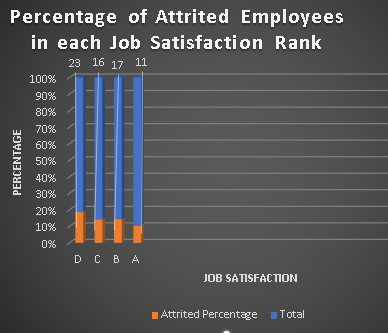 Percentage of Attrited Employees
in each Job Satisfaction Rank
23 16 17 11
100%
90%
80%
70%
60%
50%
40%
30%
20%
10%
0%
PERCENTAGE
D C B A
JOB SATISFACTION
Attrited Percentage Total